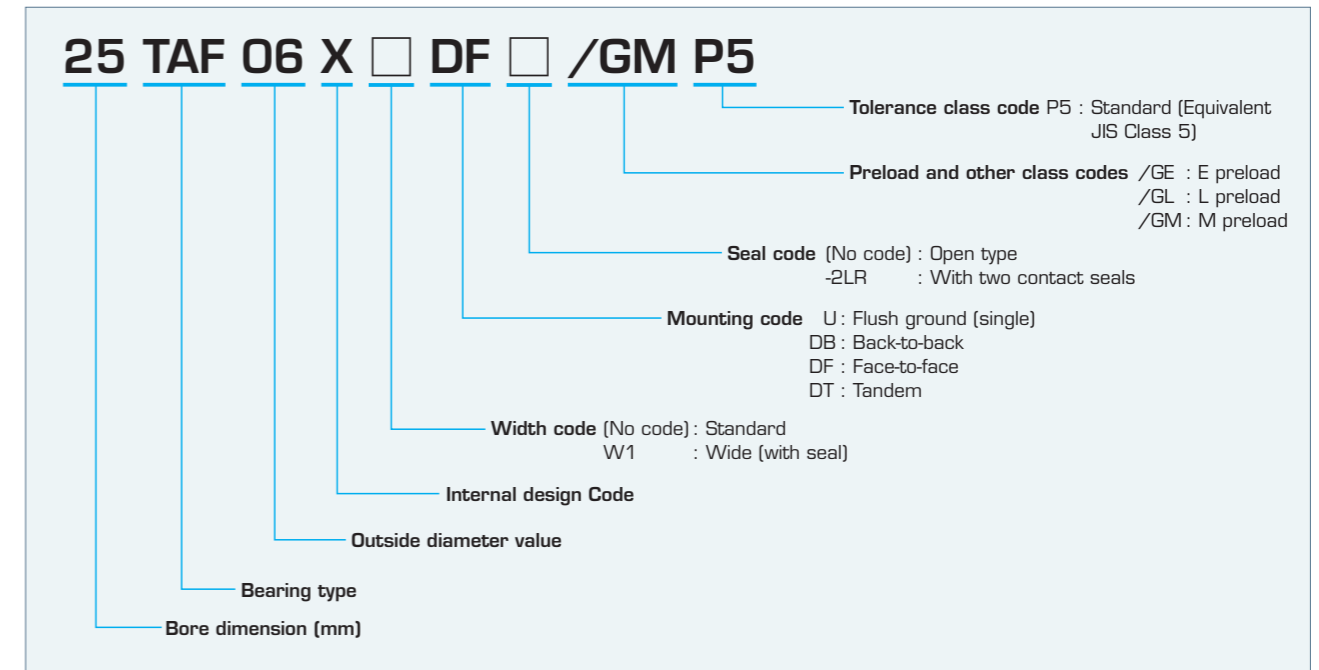 25 TAF 06 X □ DF □ /GM P5
Tolerance class code P5 : Standard (Equivalent
JIS Class 5)
Preload and other class codes /GE : E preload
/GL : L preload
/GM : M preload
Seal code (No code) : Open type
-2LR : With two contact seals
Mounting code U : Flush ground (single)
DB : Back-to-back
DF : Face-to-face
DT : Tandem
Width code (No code) : Standard
W1 : Wide (with seal)
Internal design Code
Outside diameter value
Bearing type
Bore dimension (mm)